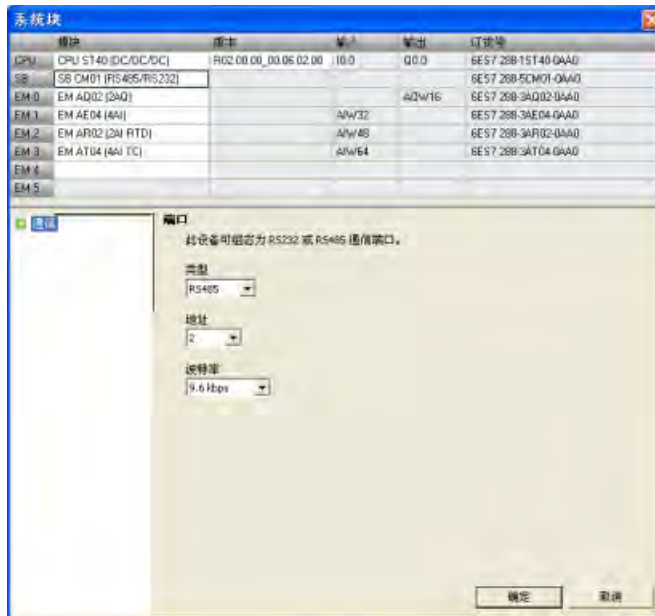 系统块
模块 版本 输入 输出 订货号
CPU CPU ST40 (DC/DC/DC) R02.00.00_00.06.02.00 I0.0 Q0.0 6ES7 288-1ST40-0AA0
SB SB CM01 (RS485/RS232) 6ES7 288-5CM01-0AA0
EM 0 EM AQ02 (2AQ) AQW16 6ES7 288-3AQ02-0AA0
EM 1 EM AE04 (4AI) AIW32 6ES7 288-3AE04-0AA0
EM 2 EM AR02 (2AI RTD) AIW48 6ES7 288-3AR02-0AA0
EM 3 EM AT04 (4AI TC) AIW64 6ES7 288-3AT04-0AA0
EM 4
EM 5
通信
端口
此设备可组态为 RS232 或 RS485 通信端口。
类型
RS485
地址
2
波特率
9.6 kbps
确定 取消